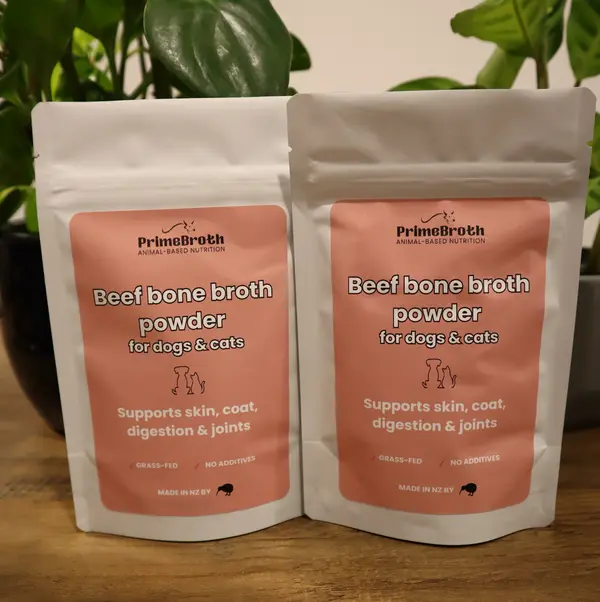 PrimeBroth
ANIMAL-BASED NUTRITION
Beef bone broth
powder
for dogs & cats
Supports skin, coat,
digestion & joints
GRASS-FED / NO ADDITIVES
MADE IN NZ BY
PrimeBroth
ANIMAL-BASED NUTRITION
Beef bone broth
powder
for dogs & cats
Supports skin, coat,
digestion & joints
GRASS-FED / NO ADDITIVES
MADE IN NZ BY